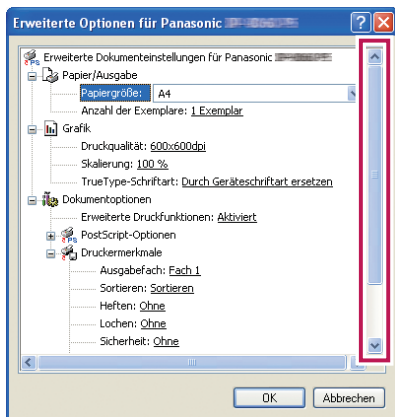 Erweiterte Optionen für Panasonic
Erweiterte Dokumenteinstellungen für Panasonic
Papier/Ausgabe
Papiergröße: A4
Anzahl der Exemplare: 1 Exemplar
Grafik
Druckqualität: 600x600dpi
Skalierung: 100 %
TrueType-Schriftart: Durch Geräteschriftart ersetzen
Dokumentoptionen
Erweiterte Druckfunktionen: Aktiviert
PostScript-Optionen
Druckermerkmale
Ausgabefach: Fach 1
Sortieren: Sortieren
Heften: Ohne
Lochen: Ohne
Sicherheit: Ohne
OK Abbrechen